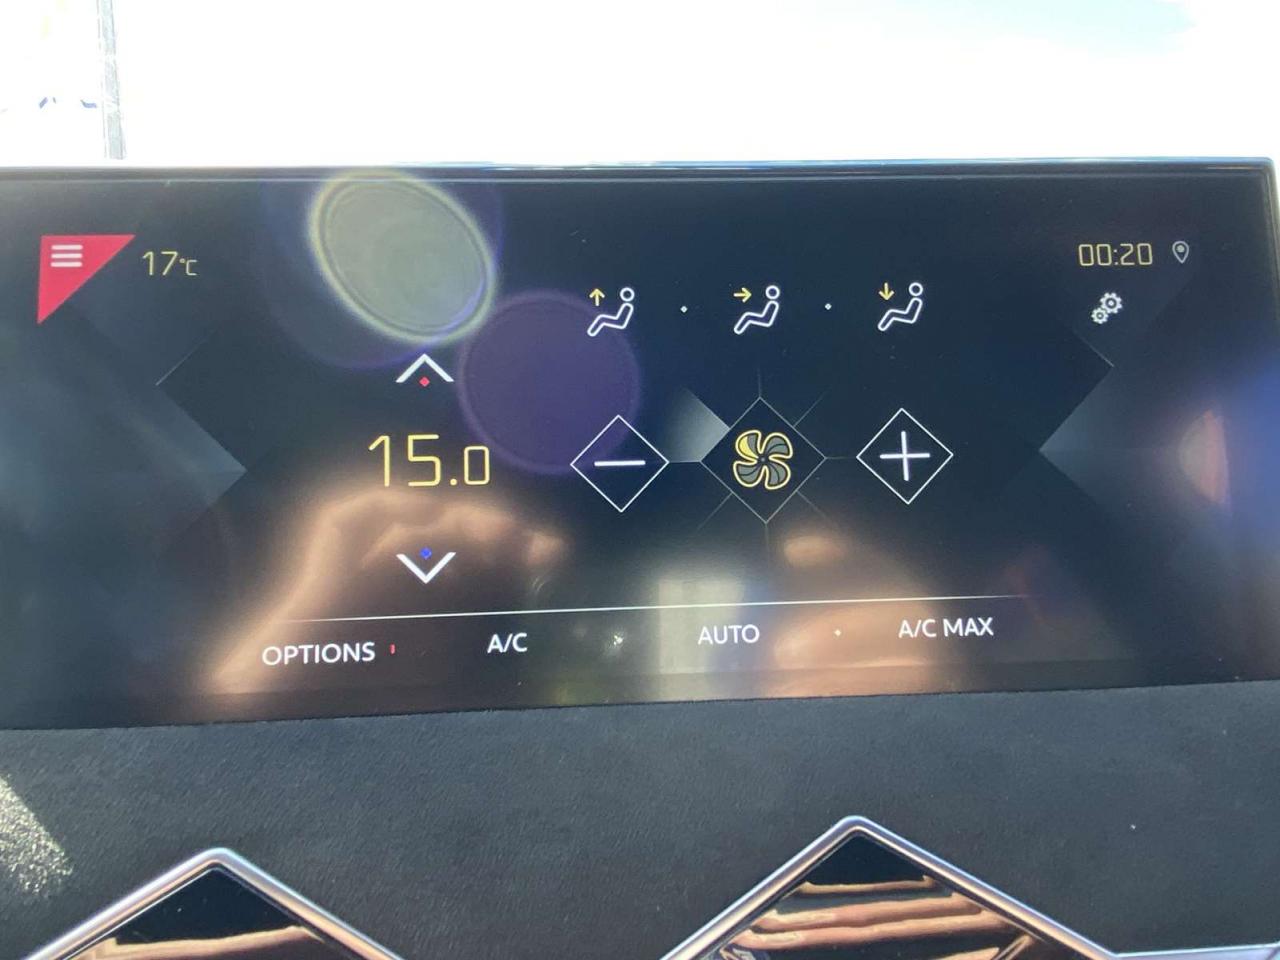 17°C
00:20
15.0
OPTIONS
A/C
AUTO
A/C MAX